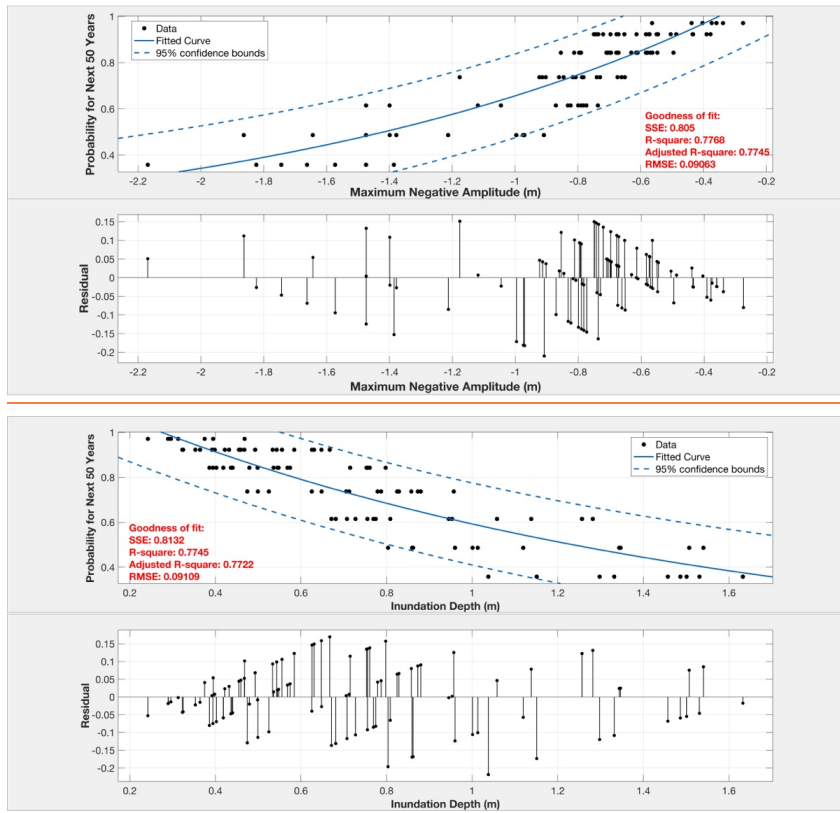 Data
Fitted Curve
95% confidence bounds
Probability for Next 50 Years
1
0.8
0.6
0.4
Goodness of fit:
SSE: 0.805
R-square: 0.7768
Adjusted R-square: 0.7745
RMSE: 0.09063
-2.2 -2 -1.8 -1.6 -1.4 -1.2 -1 -0.8 -0.6 -0.4 -0.2
Maximum Negative Amplitude (m)
Residual
0.15
0.1
0.05
0
-0.05
-0.1
-0.15
-0.2
-2.2 -2 -1.8 -1.6 -1.4 -1.2 -1 -0.8 -0.6 -0.4 -0.2
Maximum Negative Amplitude (m)
Data
Fitted Curve
95% confidence bounds
Probability for Next 50 Years
1
0.8
0.6
0.4
Goodness of fit:
SSE: 0.8132
R-square: 0.7745
Adjusted R-square: 0.7722
RMSE: 0.09109
0.2 0.4 0.6 0.8 1 1.2 1.4 1.6
Inundation Depth (m)
Residual
0.15
0.1
0.05
0
-0.05
-0.1
-0.15
-0.2
0.2 0.4 0.6 0.8 1 1.2 1.4 1.6
Inundation Depth (m)